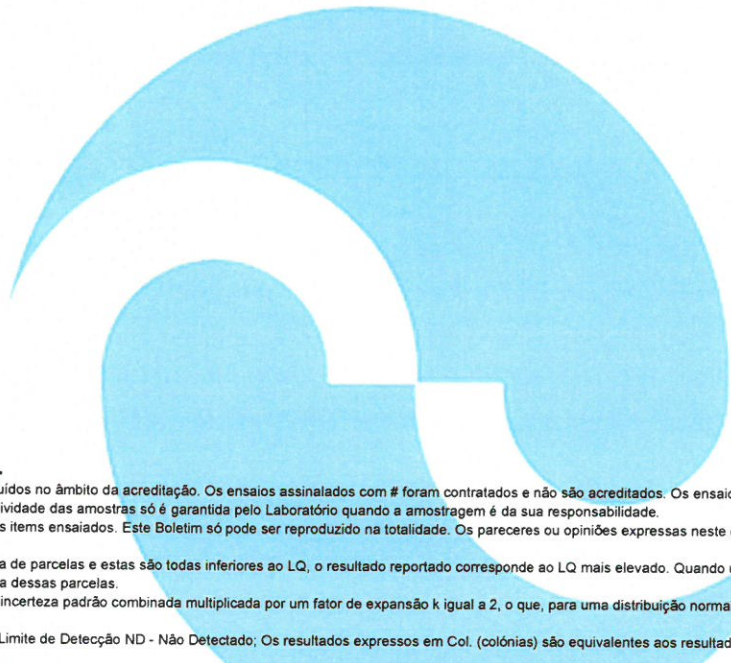 uídos no âmbito da acreditação. Os ensaios assinalados com # foram contratados e não são acreditados. Os ensaio
tividade das amostras só é garantida pelo Laboratório quando a amostragem é da sua responsabilidade.
s items ensaiados. Este Boletim só pode ser reproduzido na totalidade. Os pareceres ou opiniões expressas neste
a de parcelas e estas são todas inferiores ao LQ, o resultado reportado corresponde ao LQ mais elevado. Quando
a dessas parcelas.
incerteza padrão combinada multiplicada por um fator de expansão k igual a 2, o que, para uma distribuição norma
Limite de Detecção ND - Não Detectado; Os resultados expressos em Col. (colónias) são equivalentes aos resultad